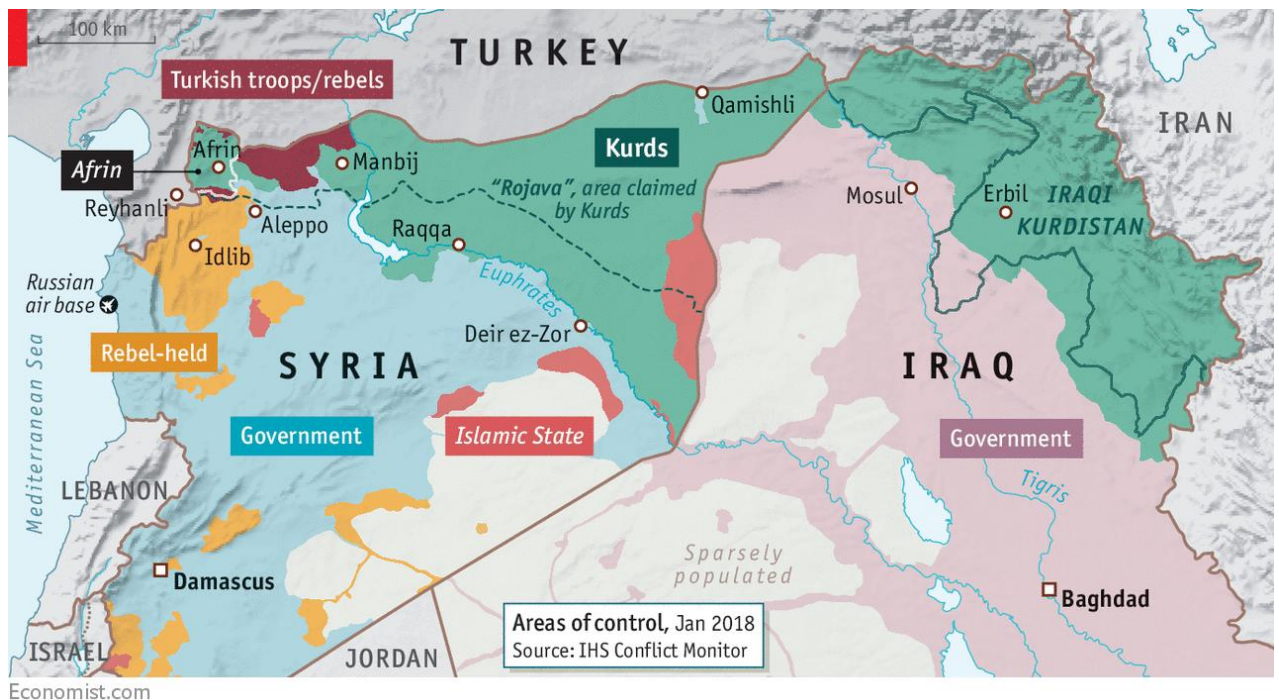 100 km
TURKEY
Turkish troops/rebels
Qamishli
IRAN
Afrin
Afrin
Manbij
Kurds
Reyhanli
Aleppo
“Rojava”, area claimed
by Kurds
Mosul
Erbil
IRAQI
KURDISTAN
Raqqa
Idlib
Euphrates
Russian
air base
Deir ez-Zor
Rebel-held
SYRIA
IRAQ
Mediterranean Sea
Government
Islamic State
Government
LEBANON
Tigris
Sparsely
populated
Damascus
Baghdad
Areas of control, Jan 2018
Source: IHS Conflict Monitor
ISRAEL
JORDAN
Economist.com